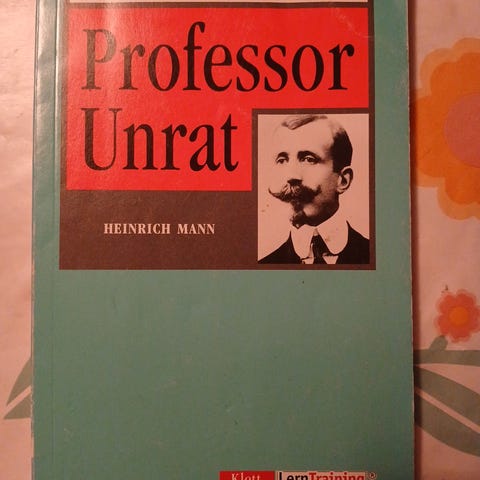 Professor
Unrat
HEINRICH MANN
Klett
LernTraining®